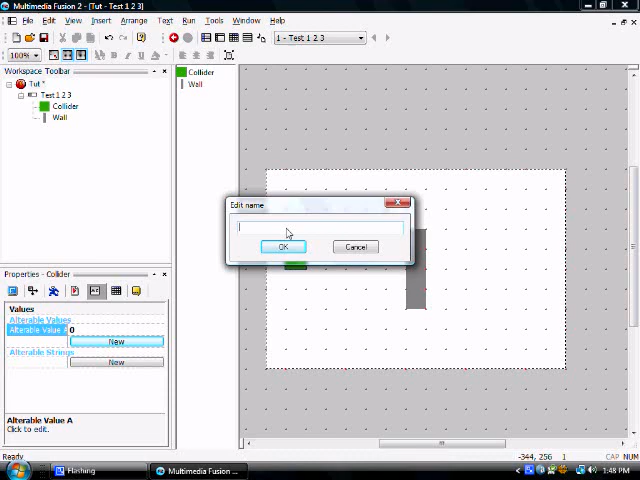 Multimedia Fusion 2 - [Tut - Test 1 2 3]
File Edit View Insert Arrange Text Run Tools Window Help
1 - Test 1 2 3
100%
Workspace Toolbar
Tut *
Test 1 2 3
Collider
Wall
Collider
Wall
Edit name
OK Cancel
Properties - Collider
Values
Alterable Values
Alterable Value A 0
New
Alterable Strings
New
Alterable Value A
Click to edit.
Ready
-344, 256 1 CAP NUM
Flashing
Multimedia Fusion ...
1:48 PM